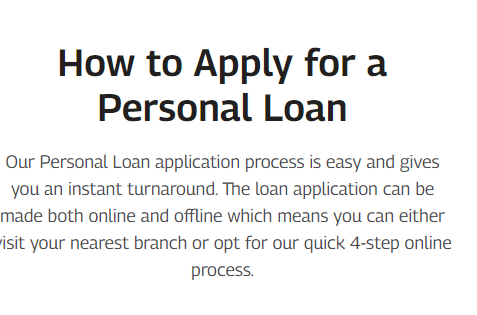 How to Apply for a
Personal Loan
Our Personal Loan application process is easy and gives
you an instant turnaround. The loan application can be
made both online and offline which means you can either
visit your nearest branch or opt for our quick 4-step online
process.